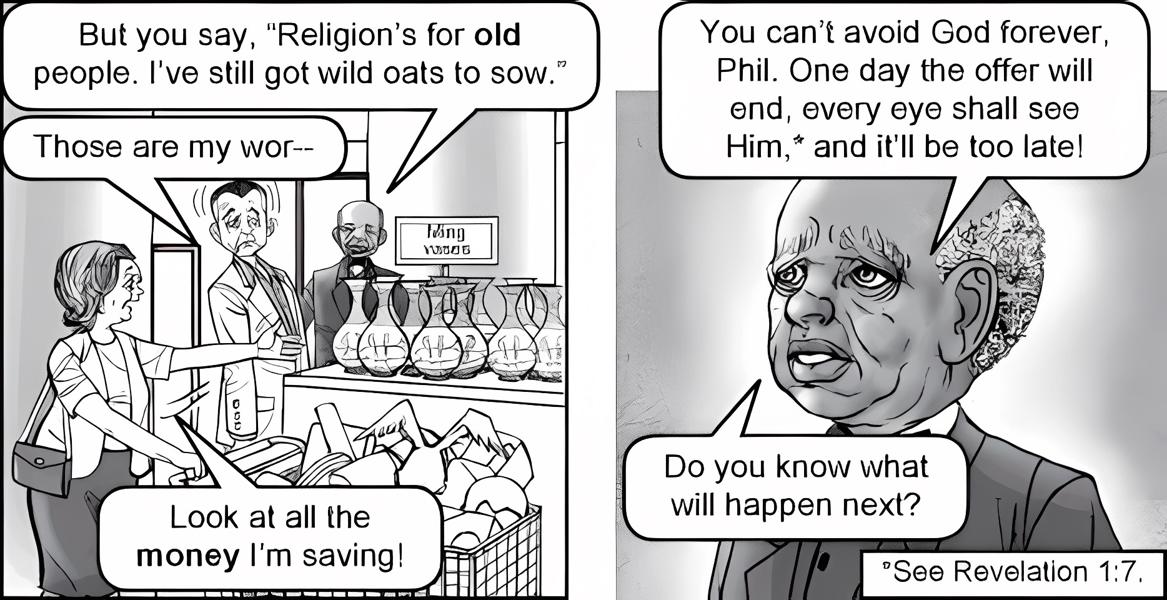 But you say, “Religion's for old
people. I've still got wild oats to sow.”
Those are my wor--
Look at all the
money I'm saving!
You can't avoid God forever,
Phil. One day the offer will
end, every eye shall see
Him,* and it'll be too late!
Do you know what
will happen next?
*See Revelation 1:7.